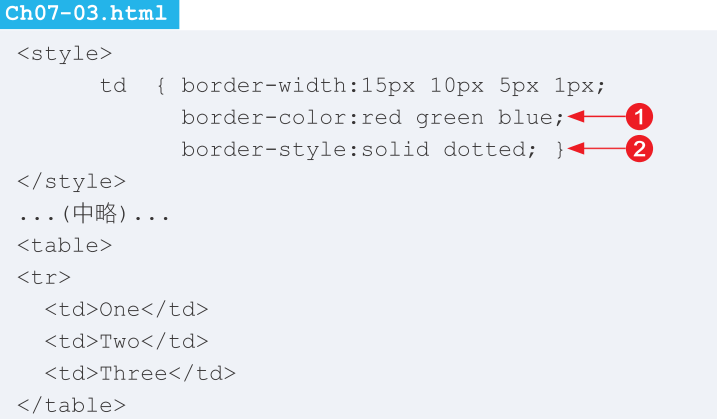 Ch07-03.html
<style>
td { border-width:15px 10px 5px 1px;
border-color:red green blue; 1
border-style:solid dotted; } 2
</style>
...(中略)...
<table>
<tr>
<td>One</td>
<td>Two</td>
<td>Three</td>
</table>